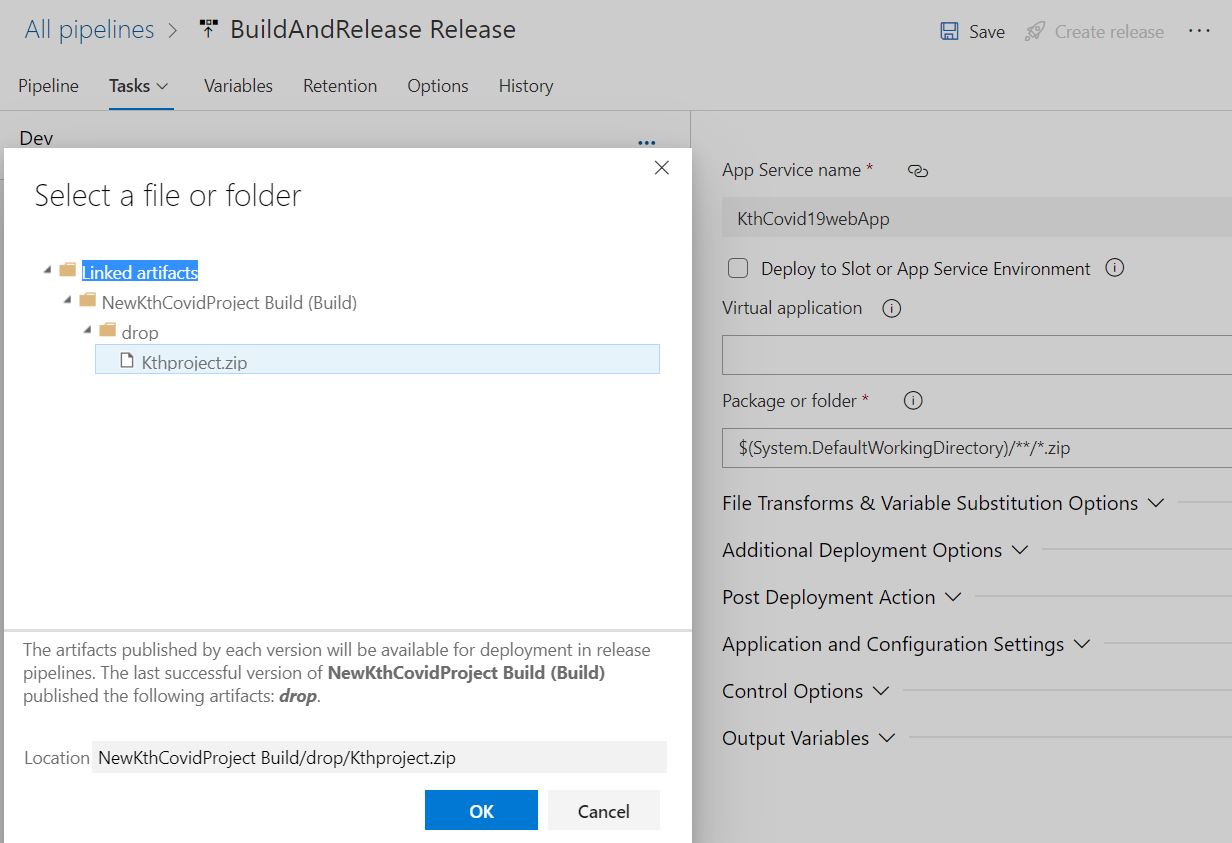 All pipelines > BuildAndRelease Release
Save Create release ...
Pipeline Tasks Variables Retention Options History
Dev
...
Select a file or folder
Linked artifacts
NewKthCovidProject Build (Build)
drop
Kthproject.zip
The artifacts published by each version will be available for deployment in release
pipelines. The last successful version of NewKthCovidProject Build (Build)
published the following artifacts: drop.
Location NewKthCovidProject Build/drop/Kthproject.zip
OK Cancel
App Service name *
KthCovid19webApp
Deploy to Slot or App Service Environment
Virtual application
Package or folder *
$(System.DefaultWorkingDirectory)/**/*.zip
File Transforms & Variable Substitution Options
Additional Deployment Options
Post Deployment Action
Application and Configuration Settings
Control Options
Output Variables